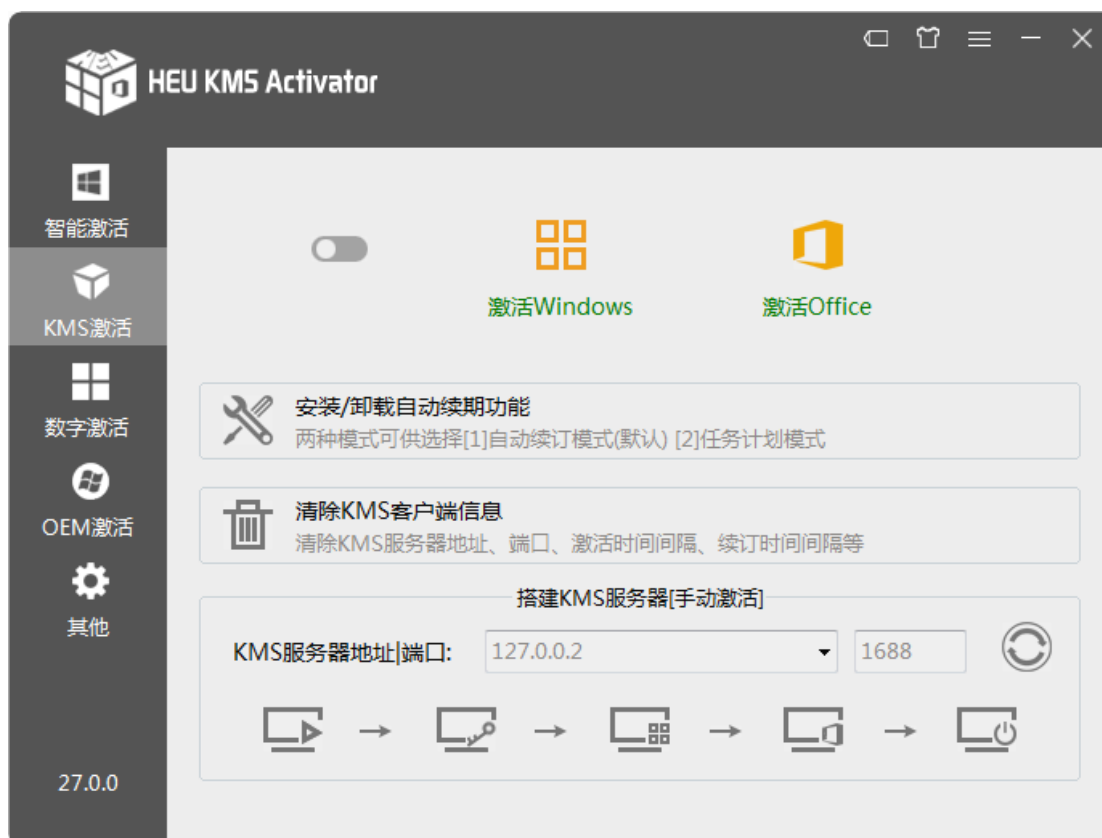 HEU KMS Activator
智能激活
KMS激活
数字激活
OEM激活
其他
27.0.0
激活Windows
激活Office
安装/卸载自动续期功能
两种模式可供选择[1]自动续订模式(默认) [2]任务计划模式
清除KMS客户端信息
清除KMS服务器地址、端口、激活时间间隔、续订时间间隔等
搭建KMS服务器[手动激活]
KMS服务器地址|端口: 127.0.0.2 1688